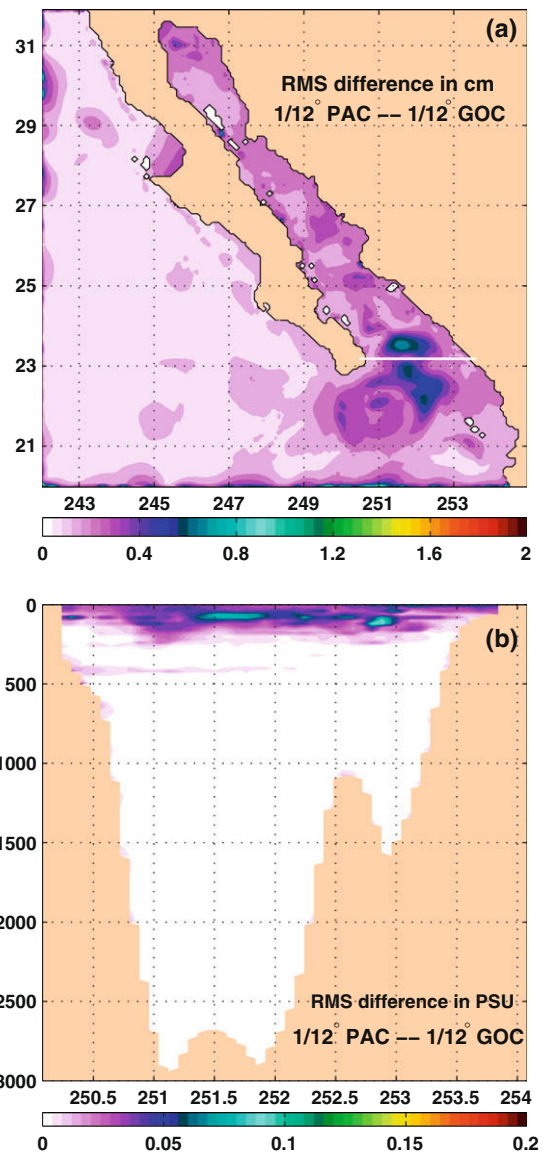 (a)
RMS difference in cm
1/12° PAC −− 1/12° GOC
31
29
27
25
23
21
243 245 247 249 251 253
0 0.4 0.8 1.2 1.6 2
(b)
0
500
1000
1500
2000
2500
3000
RMS difference in PSU
1/12° PAC −− 1/12° GOC
250.5 251 251.5 252 252.5 253 253.5 254
0 0.05 0.1 0.15 0.2